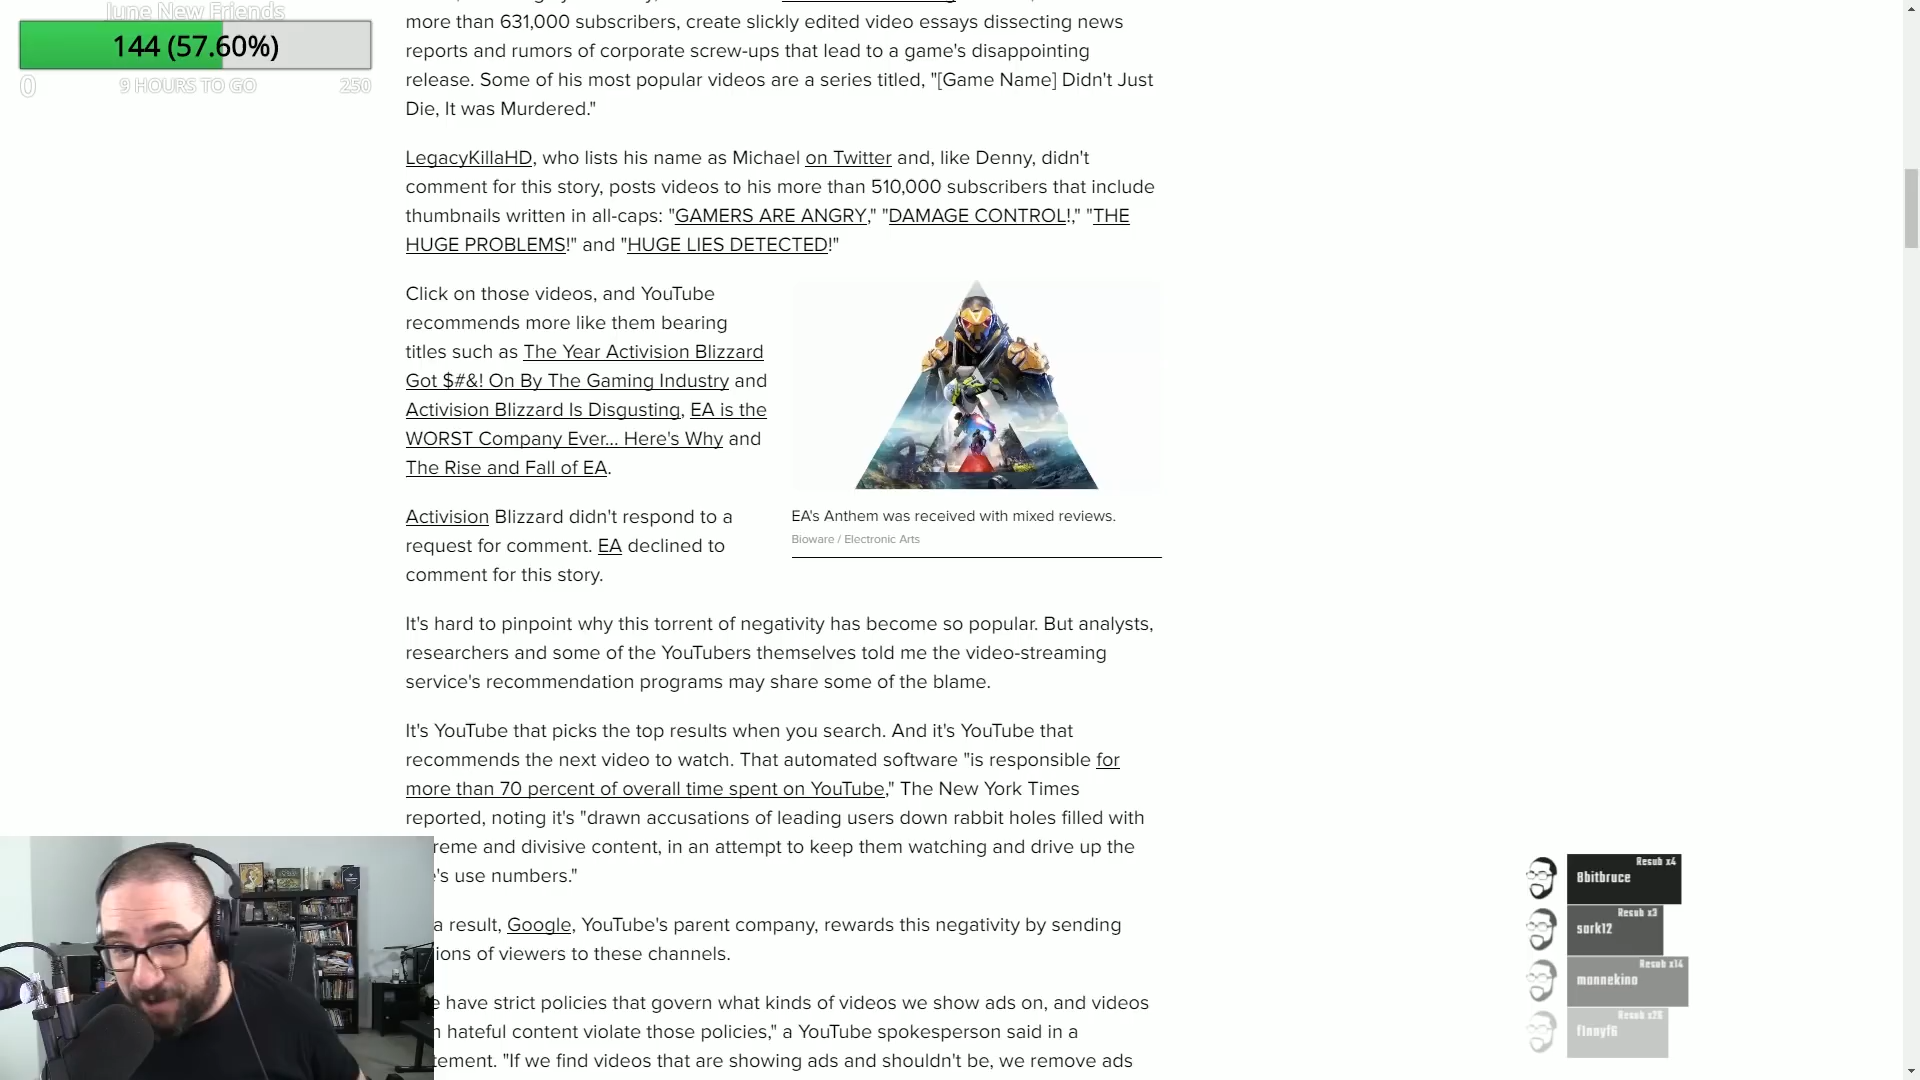 June New Friends
144 (57.60%)
0 9 HOURS TO GO 250
more than 631,000 subscribers, create slickly edited video essays dissecting news
reports and rumors of corporate screw-ups that lead to a game's disappointing
release. Some of his most popular videos are a series titled, "[Game Name] Didn't Just
Die, It was Murdered."
LegacyKillaHD, who lists his name as Michael on Twitter and, like Denny, didn't
comment for this story, posts videos to his more than 510,000 subscribers that include
thumbnails written in all-caps: "GAMERS ARE ANGRY," "DAMAGE CONTROL!," "THE
HUGE PROBLEMS!" and "HUGE LIES DETECTED!"
Click on those videos, and YouTube
recommends more like them bearing
titles such as The Year Activision Blizzard
Got $#&! On By The Gaming Industry and
Activision Blizzard Is Disgusting, EA is the
WORST Company Ever... Here's Why and
The Rise and Fall of EA.
EA's Anthem was received with mixed reviews.
Bioware / Electronic Arts
Activision Blizzard didn't respond to a
request for comment. EA declined to
comment for this story.
It's hard to pinpoint why this torrent of negativity has become so popular. But analysts,
researchers and some of the YouTubers themselves told me the video-streaming
service's recommendation programs may share some of the blame.
It's YouTube that picks the top results when you search. And it's YouTube that
recommends the next video to watch. That automated software "is responsible for
more than 70 percent of overall time spent on YouTube," The New York Times
reported, noting it's "drawn accusations of leading users down rabbit holes filled with
reme and divisive content, in an attempt to keep them watching and drive up the
's use numbers."
a result, Google, YouTube's parent company, rewards this negativity by sending
ions of viewers to these channels.
e have strict policies that govern what kinds of videos we show ads on, and videos
hateful content violate those policies," a YouTube spokesperson said in a
tement. "If we find videos that are showing ads and shouldn't be, we remove ads
Resub x4
8bitbruce
Resub x3
sark12
Resub x14
mannekino
Resub x26
f1nnyf6